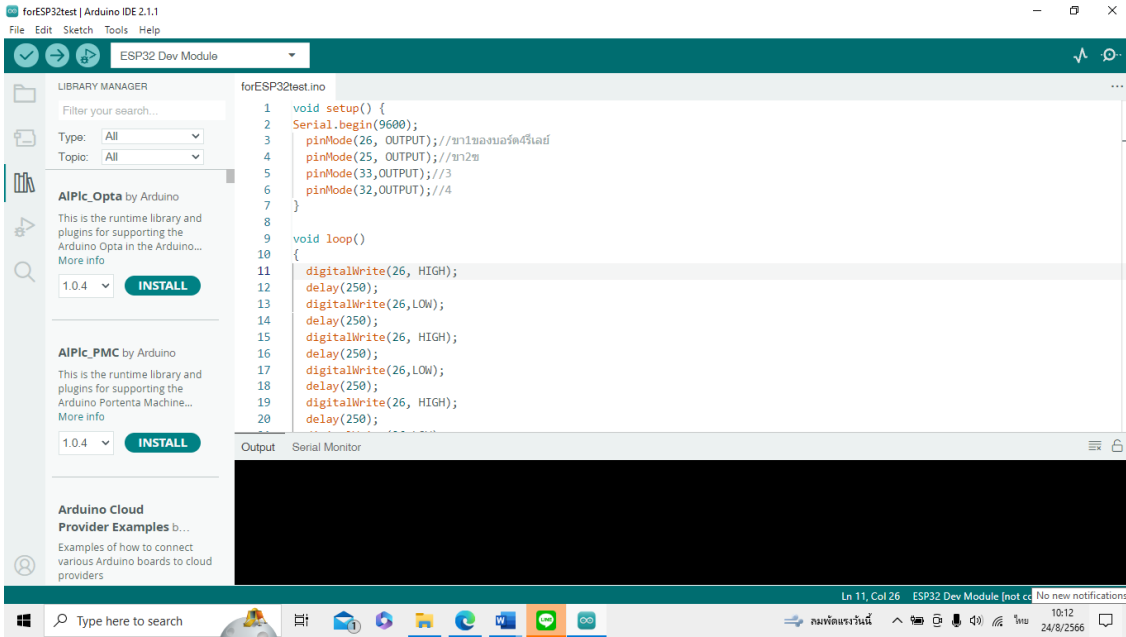 forESP32test | Arduino IDE 2.1.1
File Edit Sketch Tools Help
ESP32 Dev Module
LIBRARY MANAGER
Filter your search...
Type: All
Topic: All
AlPlc_Opta by Arduino
This is the runtime library and
plugins for supporting the
Arduino Opta in the Arduino...
More info
1.0.4 INSTALL
AlPlc_PMC by Arduino
This is the runtime library and
plugins for supporting the
Arduino Portenta Machine...
More info
1.0.4 INSTALL
Arduino Cloud
Provider Examples b...
Examples of how to connect
various Arduino boards to cloud
providers
forESP32test.ino
1 void setup() {
2 Serial.begin(9600);
3 pinMode(26, OUTPUT);//ขา1ของบอร์ด4รีเลย์
4 pinMode(25, OUTPUT);//ขา2ข
5 pinMode(33,OUTPUT);//3
6 pinMode(32,OUTPUT);//4
7 }
8
9 void loop()
10 {
11 digitalWrite(26, HIGH);
12 delay(250);
13 digitalWrite(26,LOW);
14 delay(250);
15 digitalWrite(26, HIGH);
16 delay(250);
17 digitalWrite(26,LOW);
18 delay(250);
19 digitalWrite(26, HIGH);
20 delay(250);
Output Serial Monitor
Ln 11, Col 26 ESP32 Dev Module [not No new notifications
Type here to search
1
W
LINE
ลมพัดแรงวันนี้
ไทย
10:12
24/8/2566